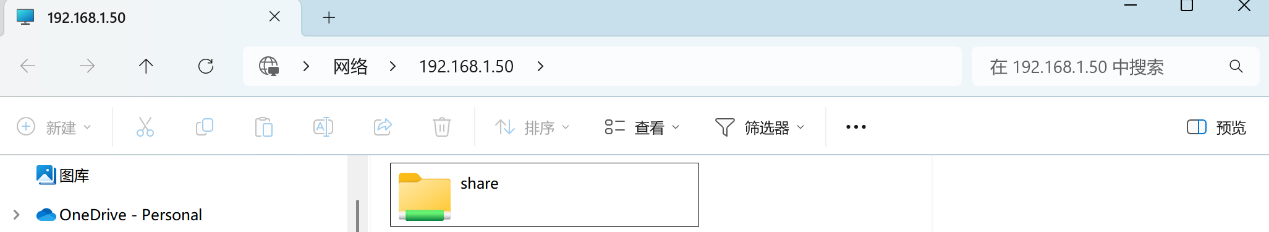 192.168.1.50
网络 192.168.1.50 在 192.168.1.50 中搜索
新建 排序 查看 筛选器 预览
图库
share
OneDrive - Personal